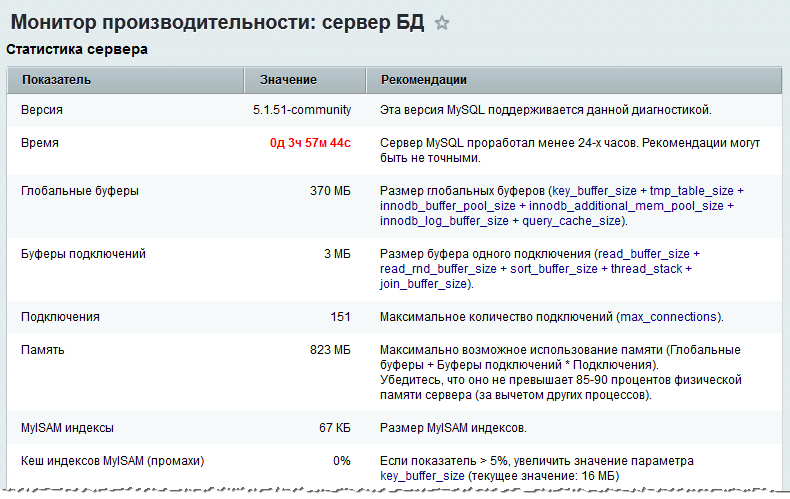 Монитор производительности: сервер БД
Статистика сервера
Показатель Значение Рекомендации
Версия 5.1.51-community Эта версия MySQL поддерживается данной диагностикой.
Время 0д 3ч 57м 44с Сервер MySQL проработал менее 24-х часов. Рекомендации могут
быть не точными.
Глобальные буферы 370 МБ Размер глобальных буферов (key_buffer_size + tmp_table_size +
innodb_buffer_pool_size + innodb_additional_mem_pool_size +
innodb_log_buffer_size + query_cache_size).
Буферы подключений 3 МБ Размер буфера одного подключения (read_buffer_size +
read_rnd_buffer_size + sort_buffer_size + thread_stack +
join_buffer_size).
Подключения 151 Максимальное количество подключений (max_connections).
Память 823 МБ Максимально возможное использование памяти (Глобальные
буферы + Буферы подключений * Подключения).
Убедитесь, что оно не превышает 85-90 процентов физической
памяти сервера (за вычетом других процессов).
MyISAM индексы 67 КБ Размер MyISAM индексов.
Кеш индексов MyISAM (промахи) 0% Если показатель > 5%, увеличить значение параметра
key_buffer_size (текущее значение: 16 МБ)